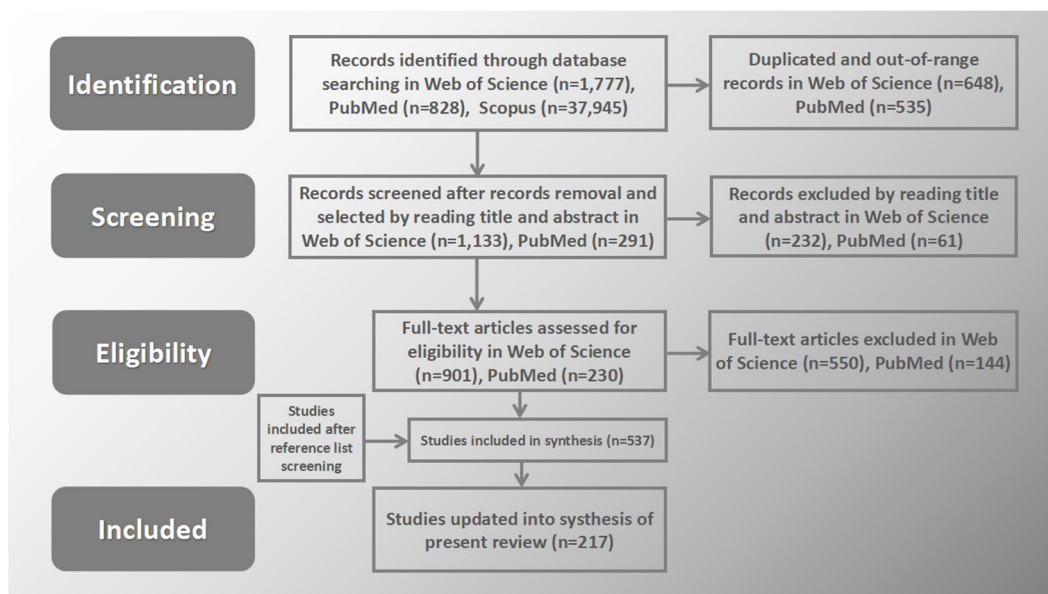 Identification
Records identified through database
searching in Web of Science (n=1,777),
PubMed (n=828), Scopus (n=37,945)
Duplicated and out-of-range
records in Web of Science (n=648),
PubMed (n=535)
Screening
Records screened after records removal and
selected by reading title and abstract in
Web of Science (n=1,133), PubMed (n=291)
Records excluded by reading title
and abstract in Web of Science
(n=232), PubMed (n=61)
Eligibility
Full-text articles assessed for
eligibility in Web of Science
(n=901), PubMed (n=230)
Full-text articles excluded in Web
of Science (n=550), PubMed (n=144)
Studies
included after
reference list
screening
Studies included in synthesis (n=537)
Included
Studies updated into systhesis of
present review (n=217)